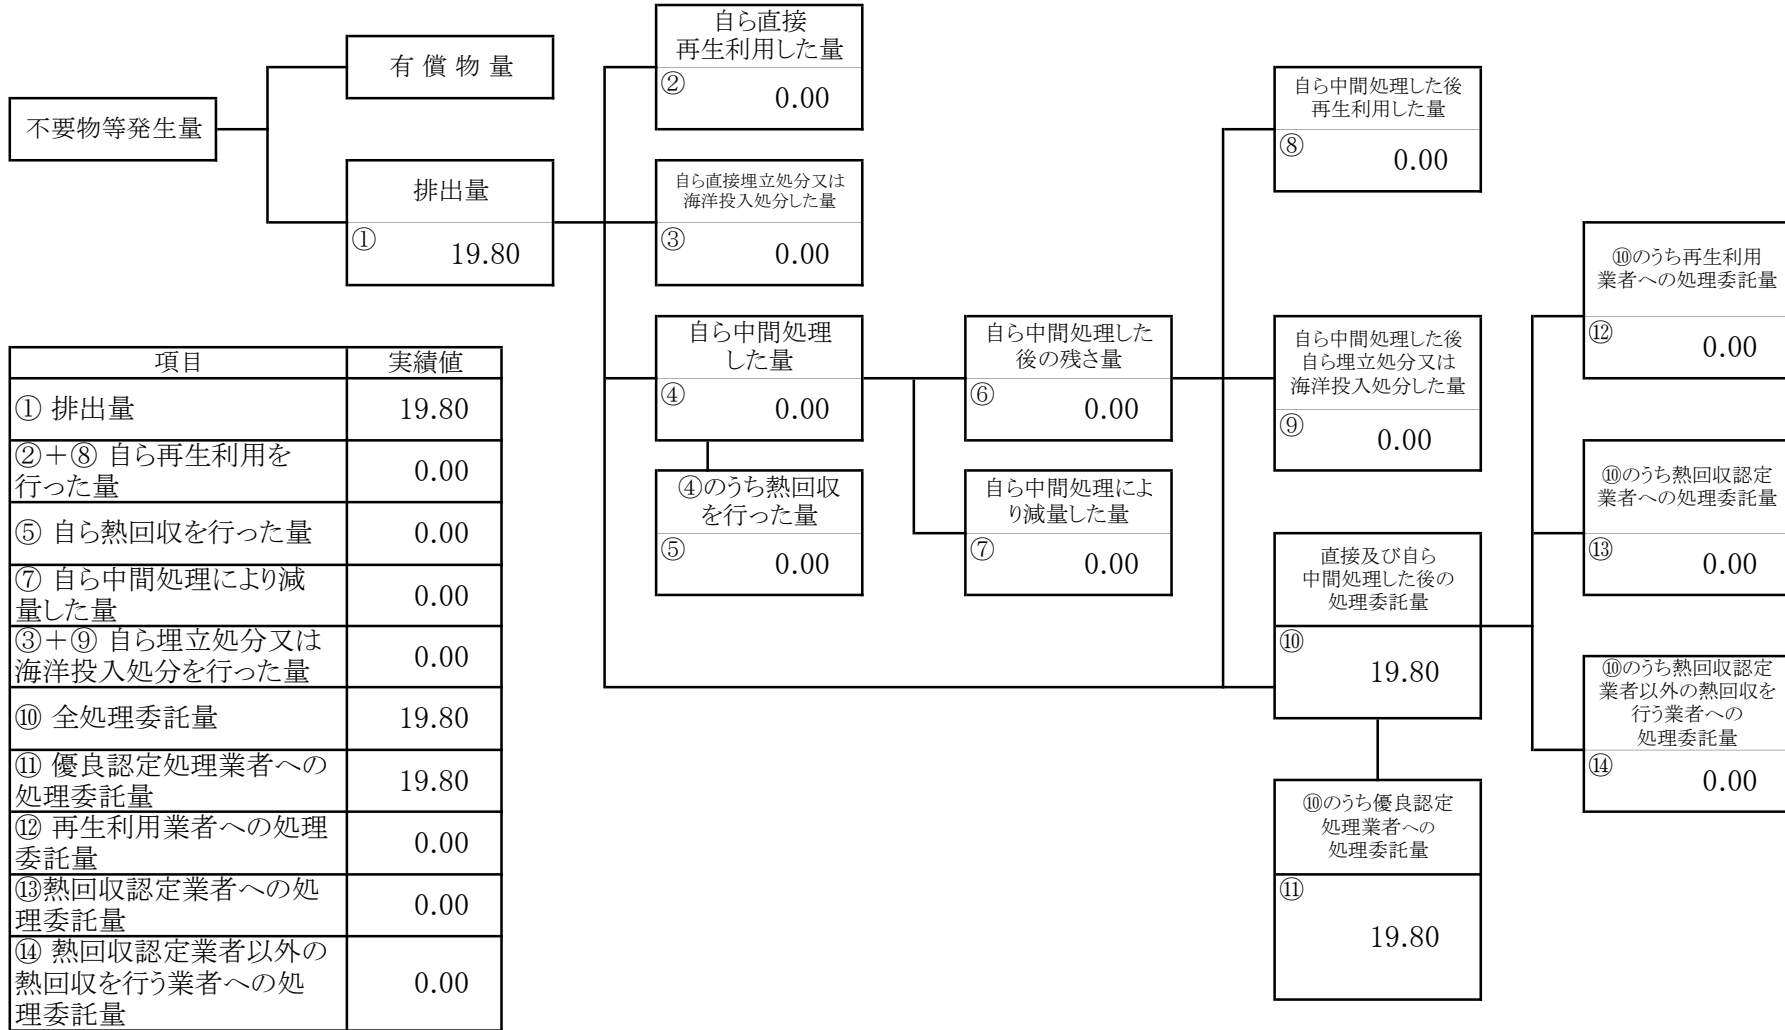 不要物等発生量
有 償 物 量
排出量
①
19.80
自ら直接
再生利用した量
②
0.00
自ら直接埋立処分又は
海洋投入処分した量
③
0.00
自ら中間処理
した量
④
0.00
④のうち熱回収
を行った量
⑤
0.00
自ら中間処理した
後の残さ量
⑥
0.00
自ら中間処理によ
り減量した量
⑦
0.00
自ら中間処理した後
再生利用した量
⑧
0.00
自ら中間処理した後
自ら埋立処分又は
海洋投入処分した量
⑨
0.00
直接及び自ら
中間処理した後の
処理委託量
⑩
19.80
⑩のうち優良認定
処理業者への
処理委託量
⑪
19.80
⑩のうち再生利用
業者への処理委託量
⑫
0.00
⑩のうち熱回収認定
業者への処理委託量
⑬
0.00
⑩のうち熱回収認定
業者以外の熱回収を
行う業者への
処理委託量
⑭
0.00
項目 実績値
① 排出量 19.80
②+⑧ 自ら再生利用を
行った量 0.00
⑤ 自ら熱回収を行った量 0.00
⑦ 自ら中間処理により減
量した量 0.00
③+⑨ 自ら埋立処分又は
海洋投入処分を行った量 0.00
⑩ 全処理委託量 19.80
⑪ 優良認定処理業者への
処理委託量 19.80
⑫ 再生利用業者への処理
委託量 0.00
⑬熱回収認定業者への処
理委託量 0.00
⑭ 熱回収認定業者以外の
熱回収を行う業者への処
理委託量 0.00